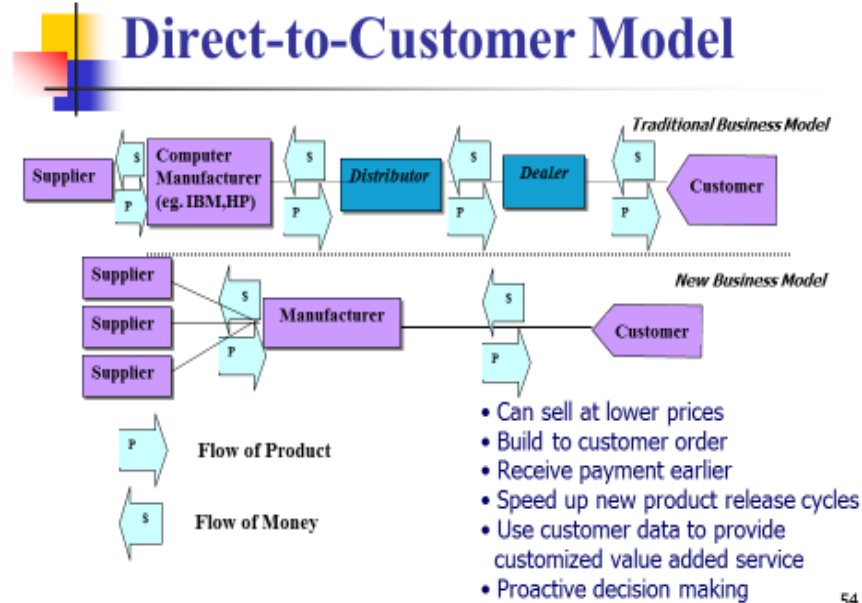 Direct-to-Customer Model
Traditional Business Model
Supplier
$
P
Computer
Manufacturer
(eg. IBM,HP)
$
P
Distributor
$
P
Dealer
$
P
Customer
New Business Model
Supplier
Supplier
Supplier
$
P
Manufacturer
$
P
Customer
P
Flow of Product
$
Flow of Money
• Can sell at lower prices
• Build to customer order
• Receive payment earlier
• Speed up new product release cycles
• Use customer data to provide
customized value added service
• Proactive decision making
54